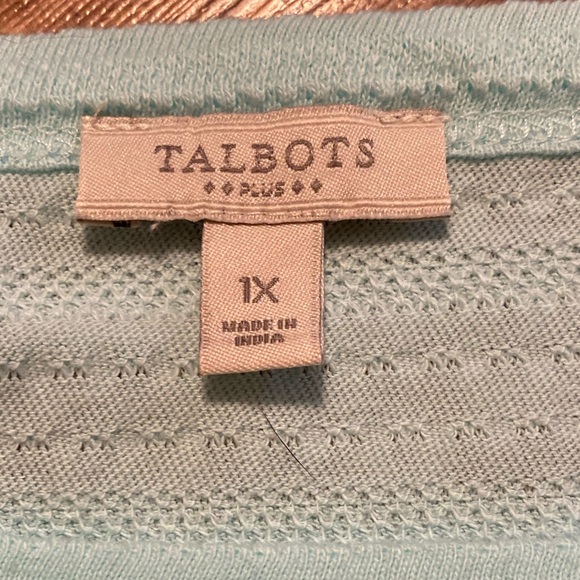 TALBOTS
♦♦ PLUS ♦♦
1X
MADE IN
INDIA